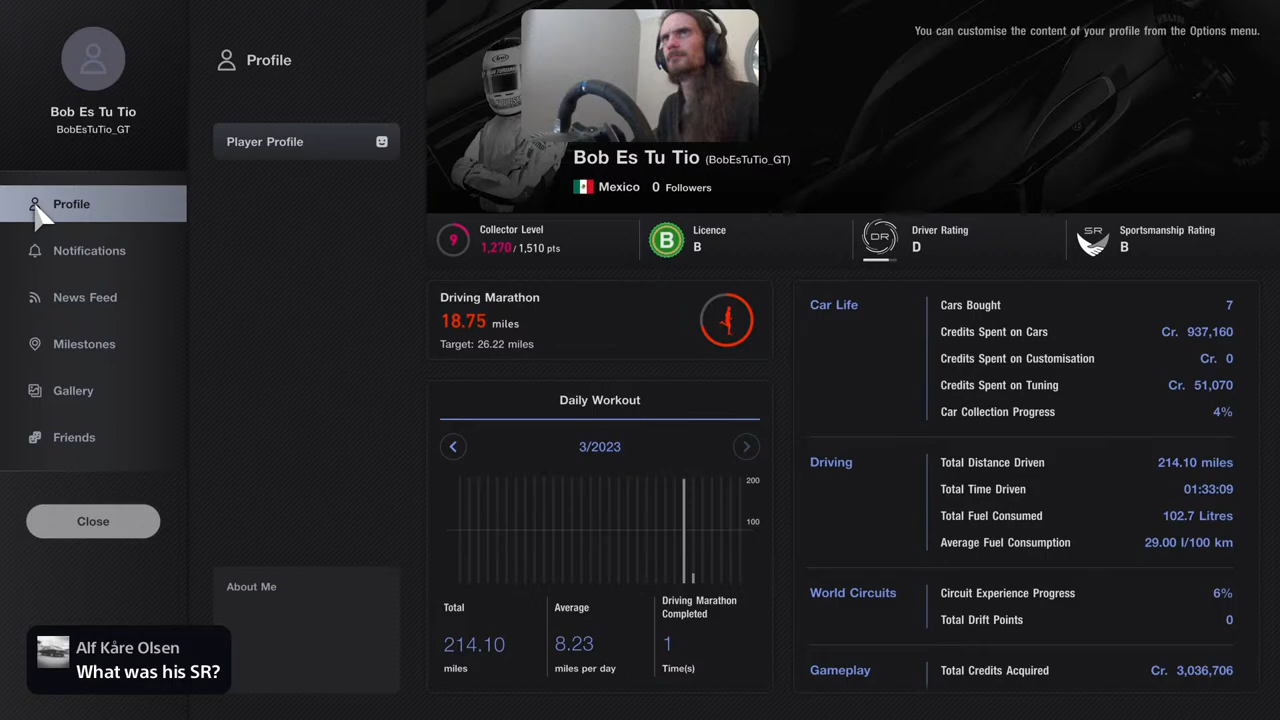 Bob Es Tu Tio
BobEsTuTio_GT
Profile
Notifications
News Feed
Milestones
Gallery
Friends
Close
Alf Kåre Olsen
What was his SR?
Profile
Player Profile
About Me
You can customise the content of your profile from the Options menu.
Bob Es Tu Tio (BobEsTuTio_GT)
Mexico 0 Followers
9
Collector Level
1,270 / 1,510 pts
B
Licence
B
DR
Driver Rating
D
SR
Sportsmanship Rating
B
Driving Marathon
18.75 miles
Target: 26.22 miles
Daily Workout
3/2023
200
100
Total
214.10
miles
Average
8.23
miles per day
Driving Marathon
Completed
1
Time(s)
Car Life
Cars Bought 7
Credits Spent on Cars Cr. 937,160
Credits Spent on Customisation Cr. 0
Credits Spent on Tuning Cr. 51,070
Car Collection Progress 4%
Driving
Total Distance Driven 214.10 miles
Total Time Driven 01:33:09
Total Fuel Consumed 102.7 Litres
Average Fuel Consumption 29.00 l/100 km
World Circuits
Circuit Experience Progress 6%
Total Drift Points 0
Gameplay
Total Credits Acquired Cr. 3,036,706